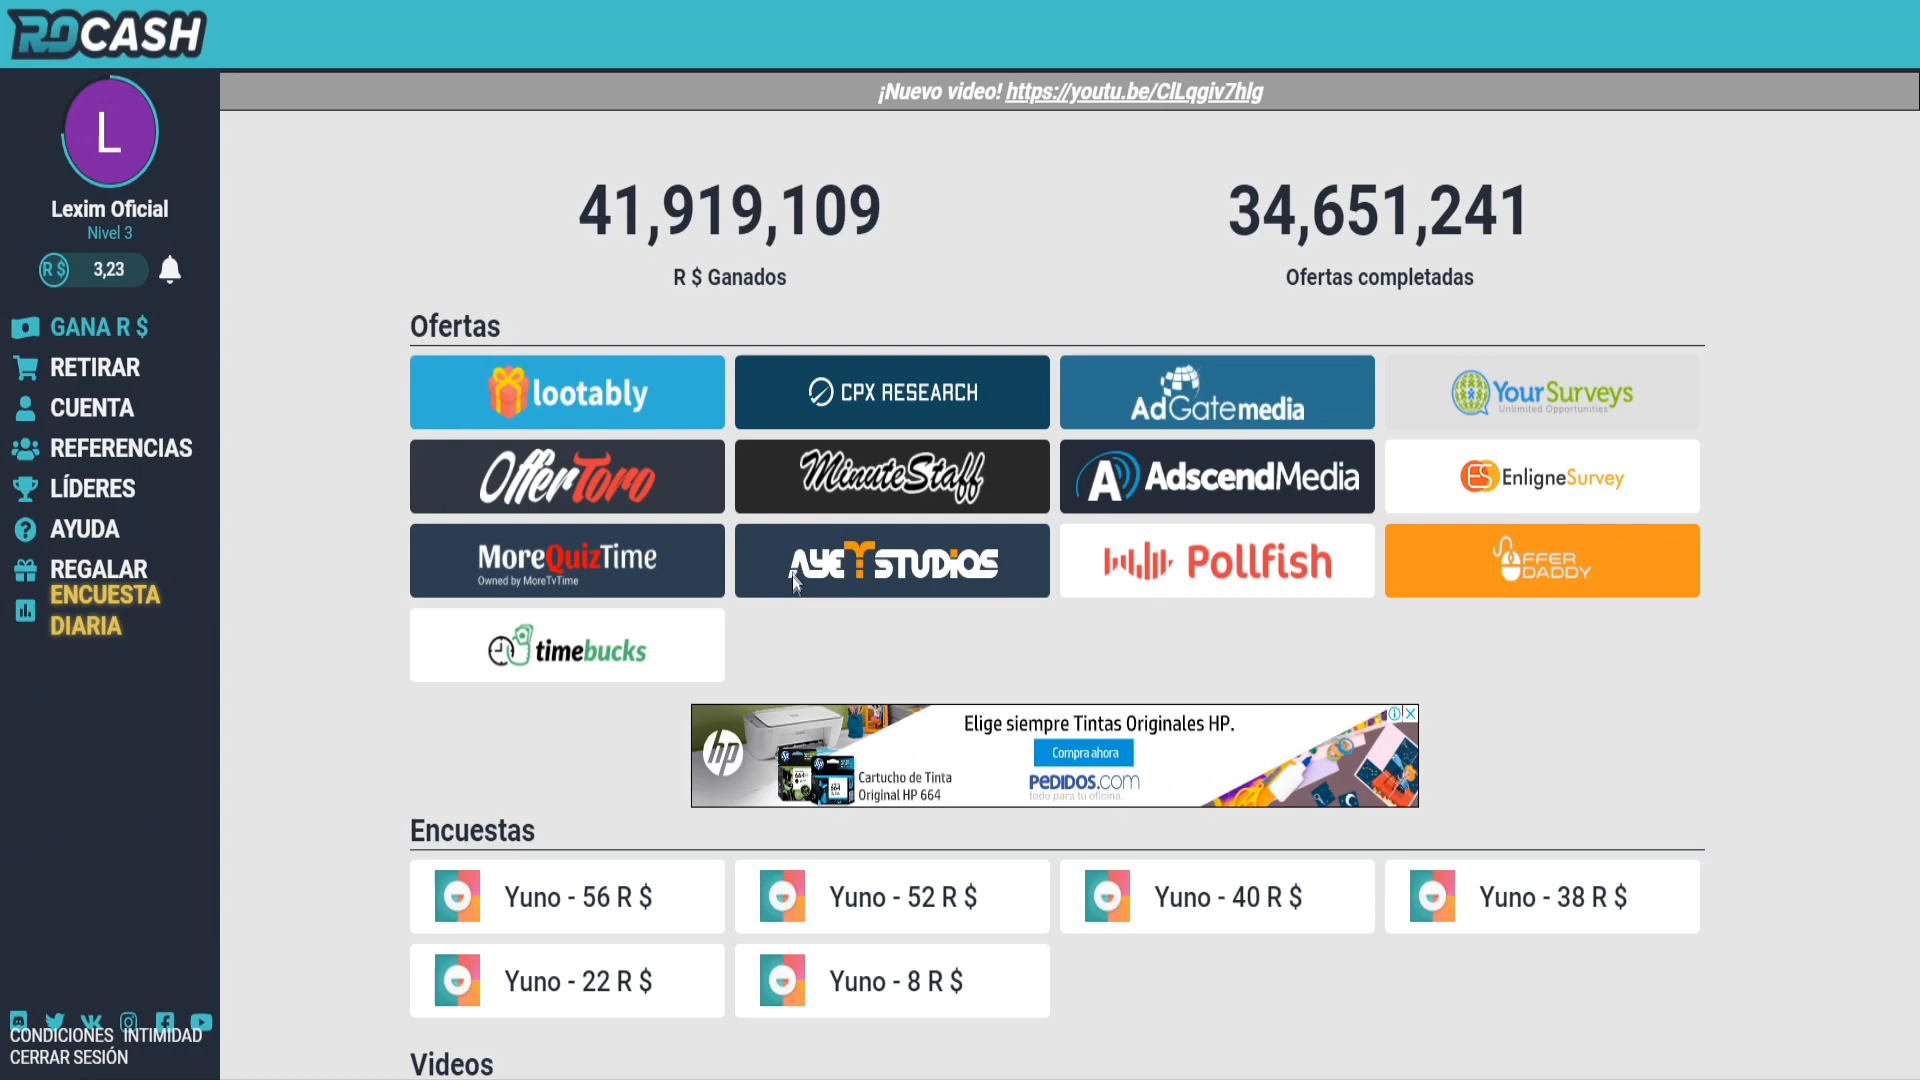 RDCASH
¡Nuevo video! https://youtu.be/ClLqgiv7hlg
L
Lexim Oficial
Nivel 3
R $ 3,23
GANA R $
RETIRAR
CUENTA
REFERENCIAS
LÍDERES
AYUDA
REGALAR
ENCUESTA
DIARIA
CONDICIONES INTIMIDAD
CERRAR SESIÓN
41,919,109
R $ Ganados
34,651,241
Ofertas completadas
Ofertas
lootably
CPX RESEARCH
AdGatemedia
YourSurveys
Unlimited Opportunities
OfferToro
MinuteStaff
AdscendMedia
ES EnligneSurvey
MoreQuizTime
Owned by MoreTvTime
AYET STUDIOS
Pollfish
OFFER
DADDY
timebucks
hp
Elige siempre Tintas Originales HP.
Compra ahora
Cartucho de Tinta
Original HP 664
PEDIDOS.COM
todo para tu oficina.
Encuestas
Yuno - 56 R $
Yuno - 52 R $
Yuno - 40 R $
Yuno - 38 R $
Yuno - 22 R $
Yuno - 8 R $
Videos